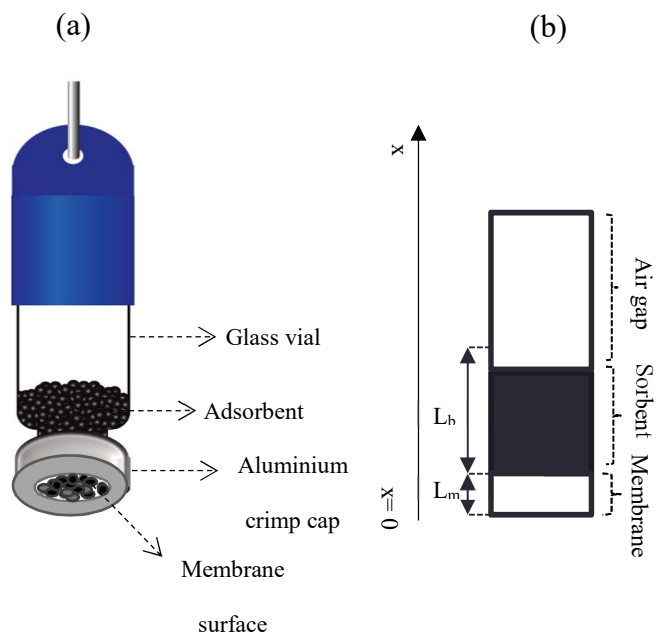 (a)
Glass vial
Adsorbent
Aluminium
crimp cap
Membrane
surface
(b)
x
x= 0
Air gap
Sorbent
Membrane
Lb
Lm